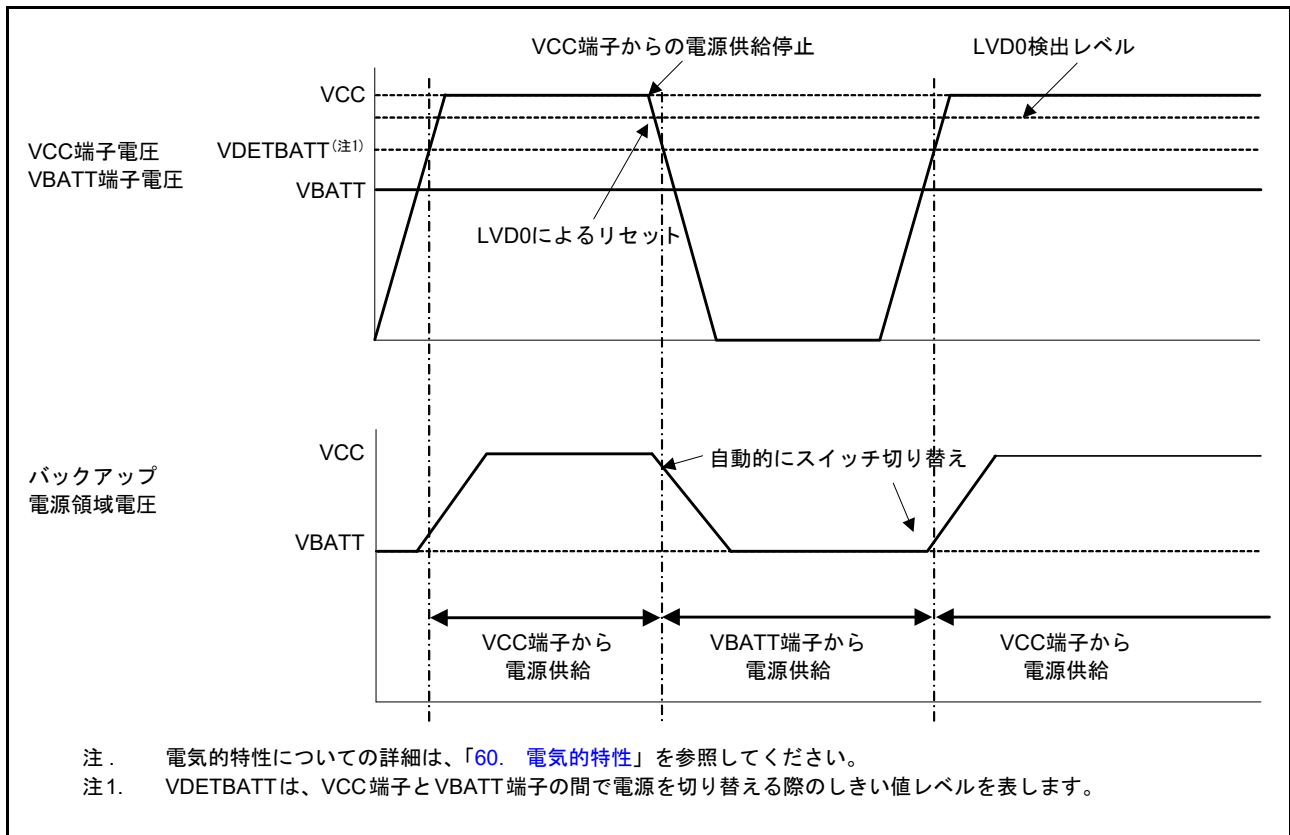 VCC端子からの電源供給停止
LVD0検出レベル
VCC
VCC端子電圧
VBATT端子電圧
VDETBATT(注1)
VBATT
LVD0によるリセット
VCC
自動的にスイッチ切り替え
バックアップ
電源領域電圧
VBATT
VCC端子から
電源供給
VBATT端子から
電源供給
VCC端子から
電源供給
注. 電気的特性についての詳細は、「60. 電気的特性」を参照してください。
注1. VDETBATTは、VCC端子とVBATT端子の間で電源を切り替える際のしきい値レベルを表します。